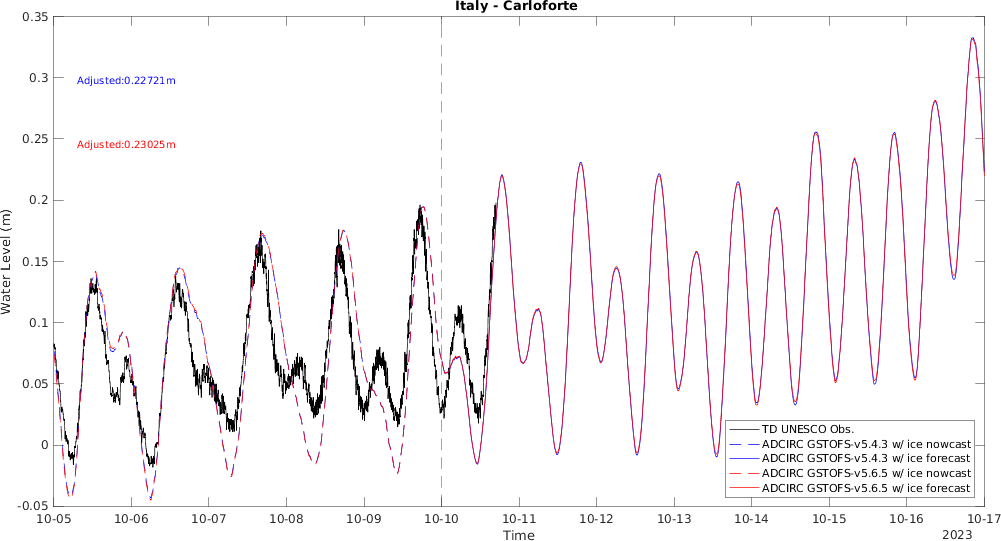 Italy - Carloforte
0.35
0.3
0.25
0.2
0.15
0.1
0.05
0
-0.05
Water Level (m)
Adjusted:0.22721m
Adjusted:0.23025m
TD UNESCO Obs.
ADCIRC GSTOFS-v5.4.3 w/ ice nowcast
ADCIRC GSTOFS-v5.4.3 w/ ice forecast
ADCIRC GSTOFS-v5.6.5 w/ ice nowcast
ADCIRC GSTOFS-v5.6.5 w/ ice forecast
10-05 10-06 10-07 10-08 10-09 10-10 10-11 10-12 10-13 10-14 10-15 10-16 10-17
Time
2023